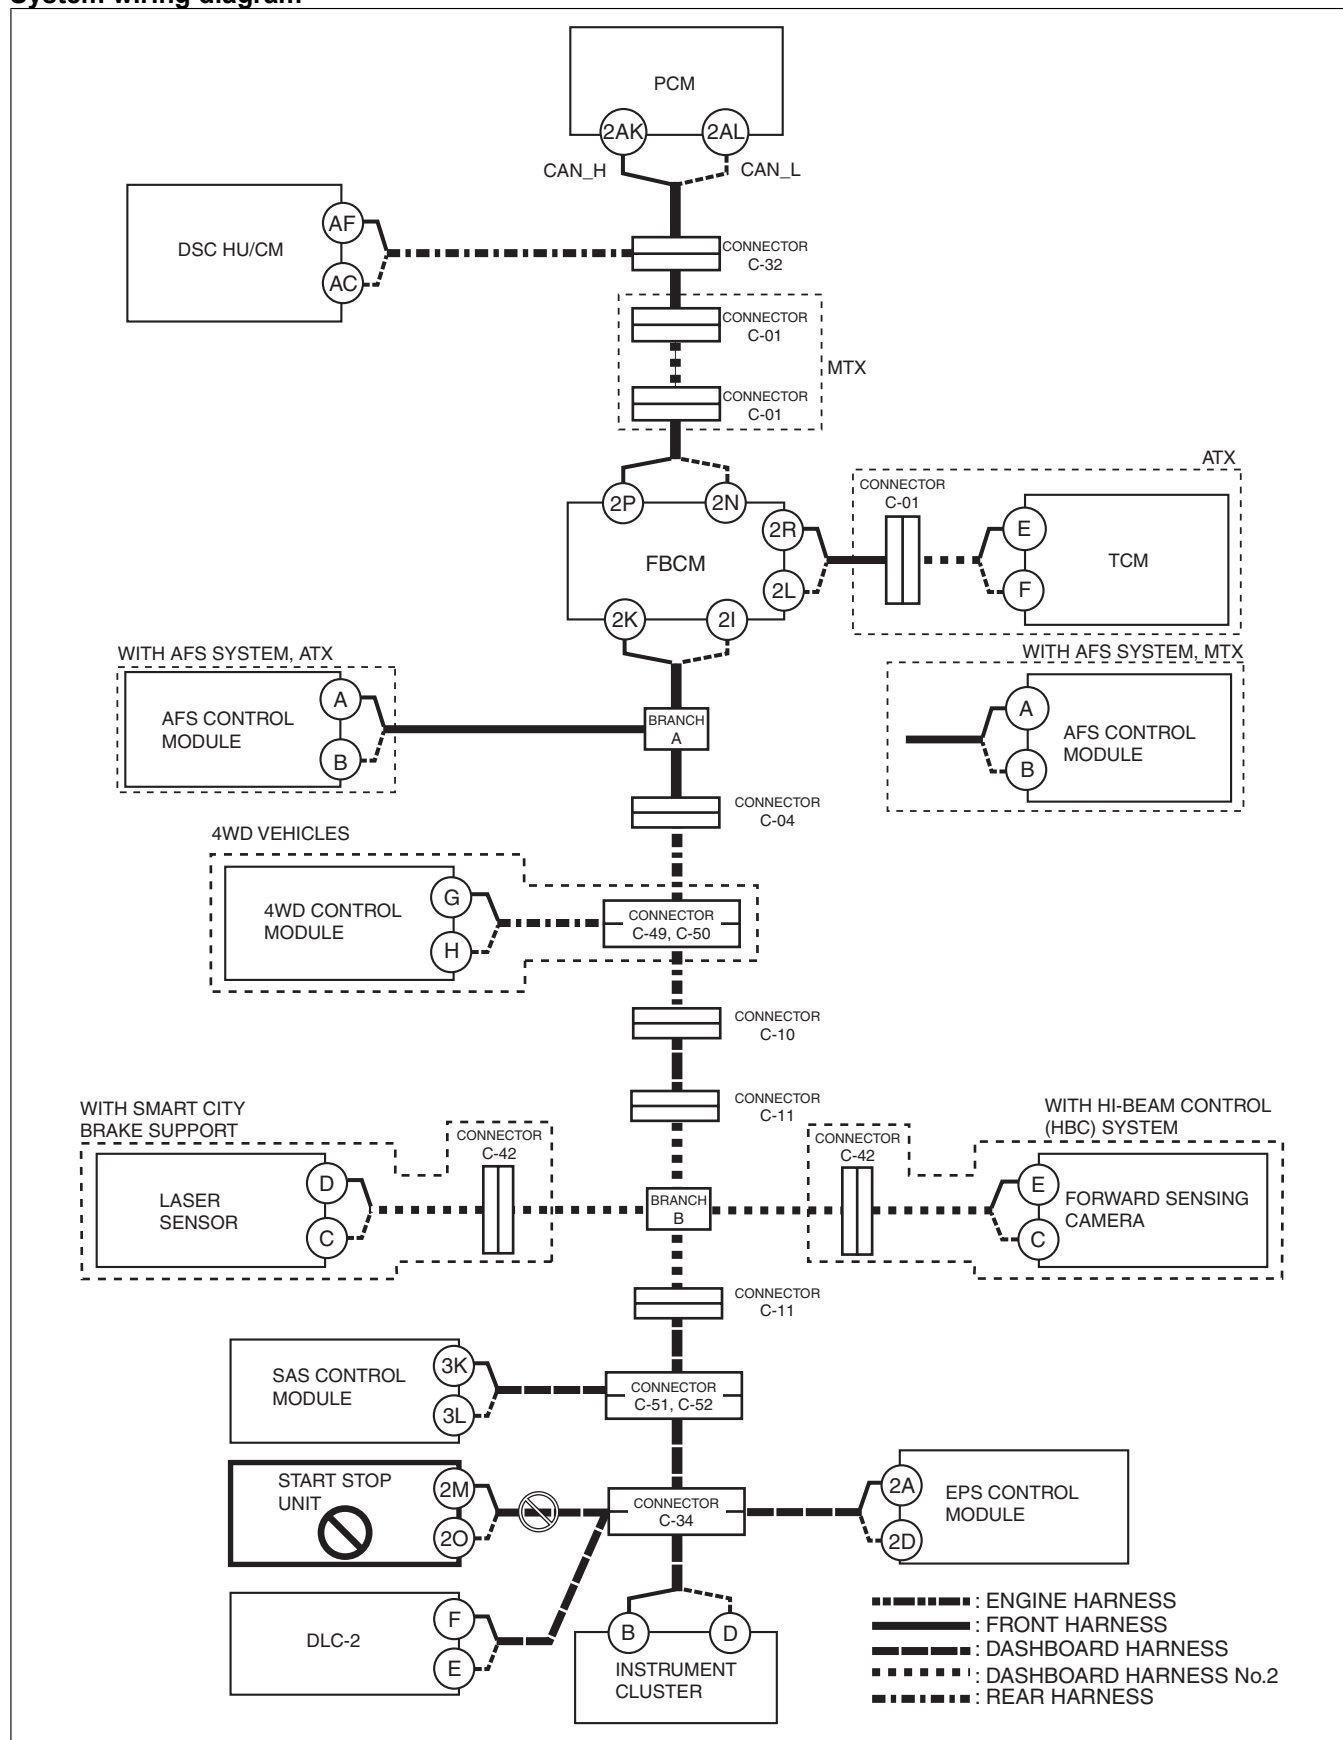 System wiring diagram
PCM
2AK
2AL
CAN_H
CAN_L
DSC HU/CM
AF
AC
CONNECTOR
C-32
CONNECTOR
C-01
MTX
CONNECTOR
C-01
ATX
2P
2N
CONNECTOR
C-01
2R
E
FBCM
TCM
2L
F
2K
2I
WITH AFS SYSTEM, ATX
WITH AFS SYSTEM, MTX
A
AFS CONTROL
MODULE
B
BRANCH
A
A
AFS CONTROL
MODULE
B
CONNECTOR
C-04
4WD VEHICLES
G
4WD CONTROL
MODULE
H
CONNECTOR
C-49, C-50
CONNECTOR
C-10
CONNECTOR
C-11
WITH SMART CITY
BRAKE SUPPORT
WITH HI-BEAM CONTROL
(HBC) SYSTEM
CONNECTOR
C-42
CONNECTOR
C-42
D
LASER
SENSOR
C
BRANCH
B
E
FORWARD SENSING
CAMERA
C
CONNECTOR
C-11
3K
SAS CONTROL
MODULE
3L
CONNECTOR
C-51, C-52
START STOP
UNIT
2M
2O
CONNECTOR
C-34
2A
EPS CONTROL
MODULE
2D
F
DLC-2
E
B
D
INSTRUMENT
CLUSTER
: ENGINE HARNESS
: FRONT HARNESS
: DASHBOARD HARNESS
: DASHBOARD HARNESS No.2
: REAR HARNESS